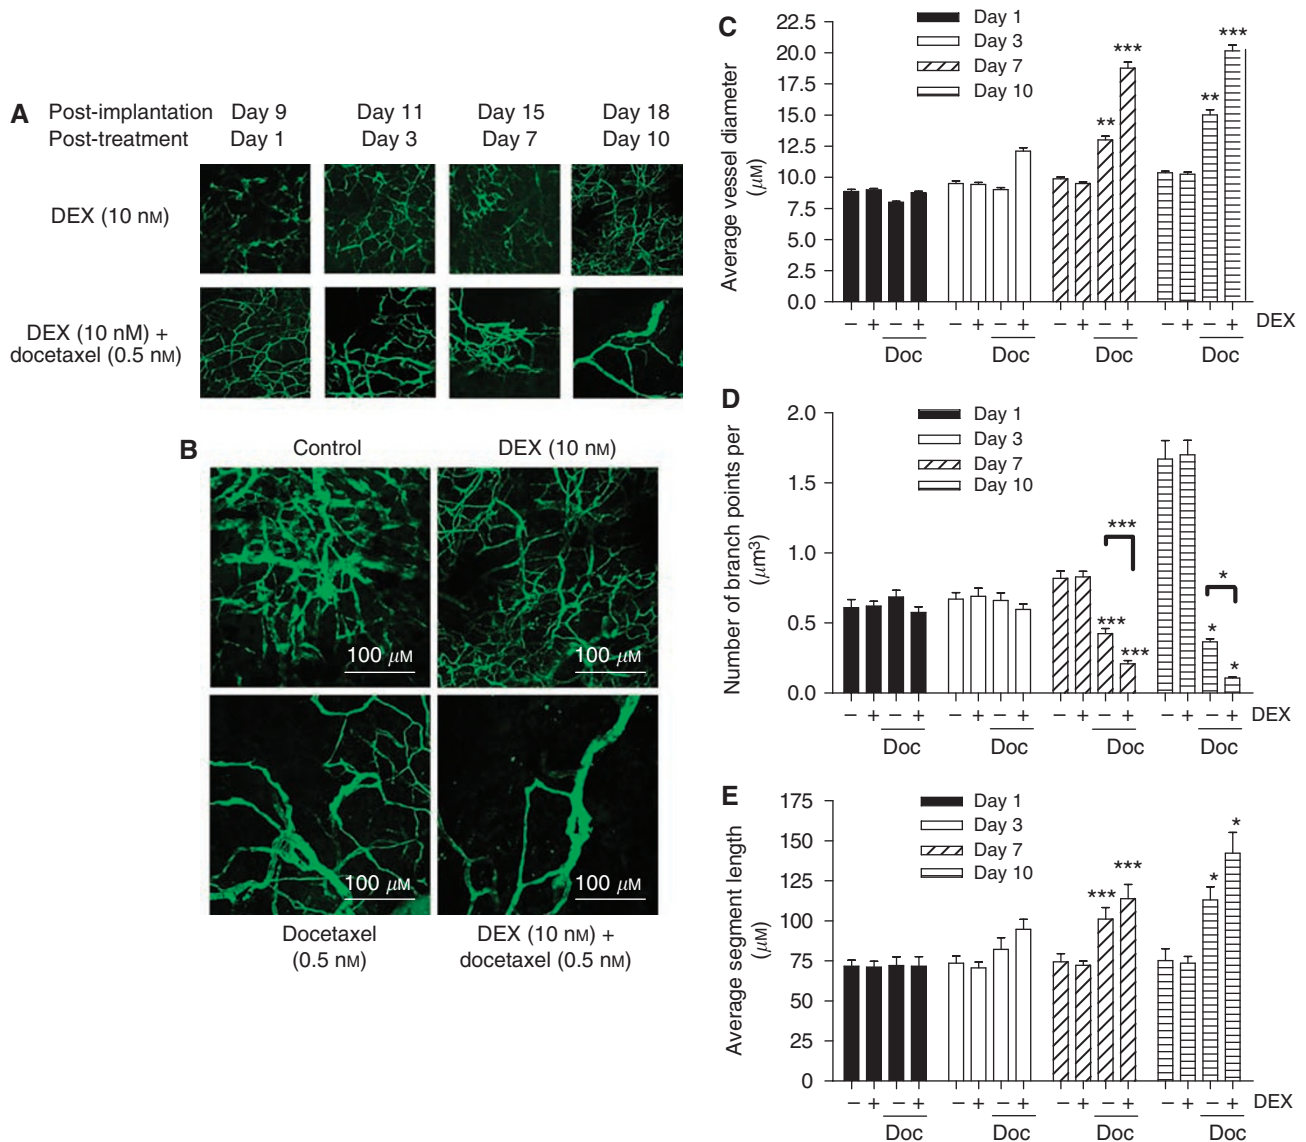 A
Post-implantation Day 9 Day 11 Day 15 Day 18
Post-treatment Day 1 Day 3 Day 7 Day 10
DEX (10 nM)
DEX (10 nM) +
docetaxel (0.5 nM)
B
Control DEX (10 nM)
100 μM 100 μM
100 μM 100 μM
Docetaxel
(0.5 nM)
DEX (10 nM) +
docetaxel (0.5 nM)
C
Average vessel diameter
(μM)
22.5
20.0
17.5
15.0
12.5
10.0
7.5
5.0
2.5
0.0
Day 1
Day 3
Day 7
Day 10
** *** ** ***
− + − + − + − + − + − + − + − + DEX
Doc Doc Doc Doc
D
Number of branch points per
(μm³)
2.0
1.5
1.0
0.5
0.0
Day 1
Day 3
Day 7
Day 10
***
*** ***
*
* *
− + − + − + − + − + − + − + − + DEX
Doc Doc Doc Doc
E
Average segment length
(μM)
175
150
125
100
75
50
25
0
Day 1
Day 3
Day 7
Day 10
*** *** * *
− + − + − + − + − + − + − + − + DEX
Doc Doc Doc Doc